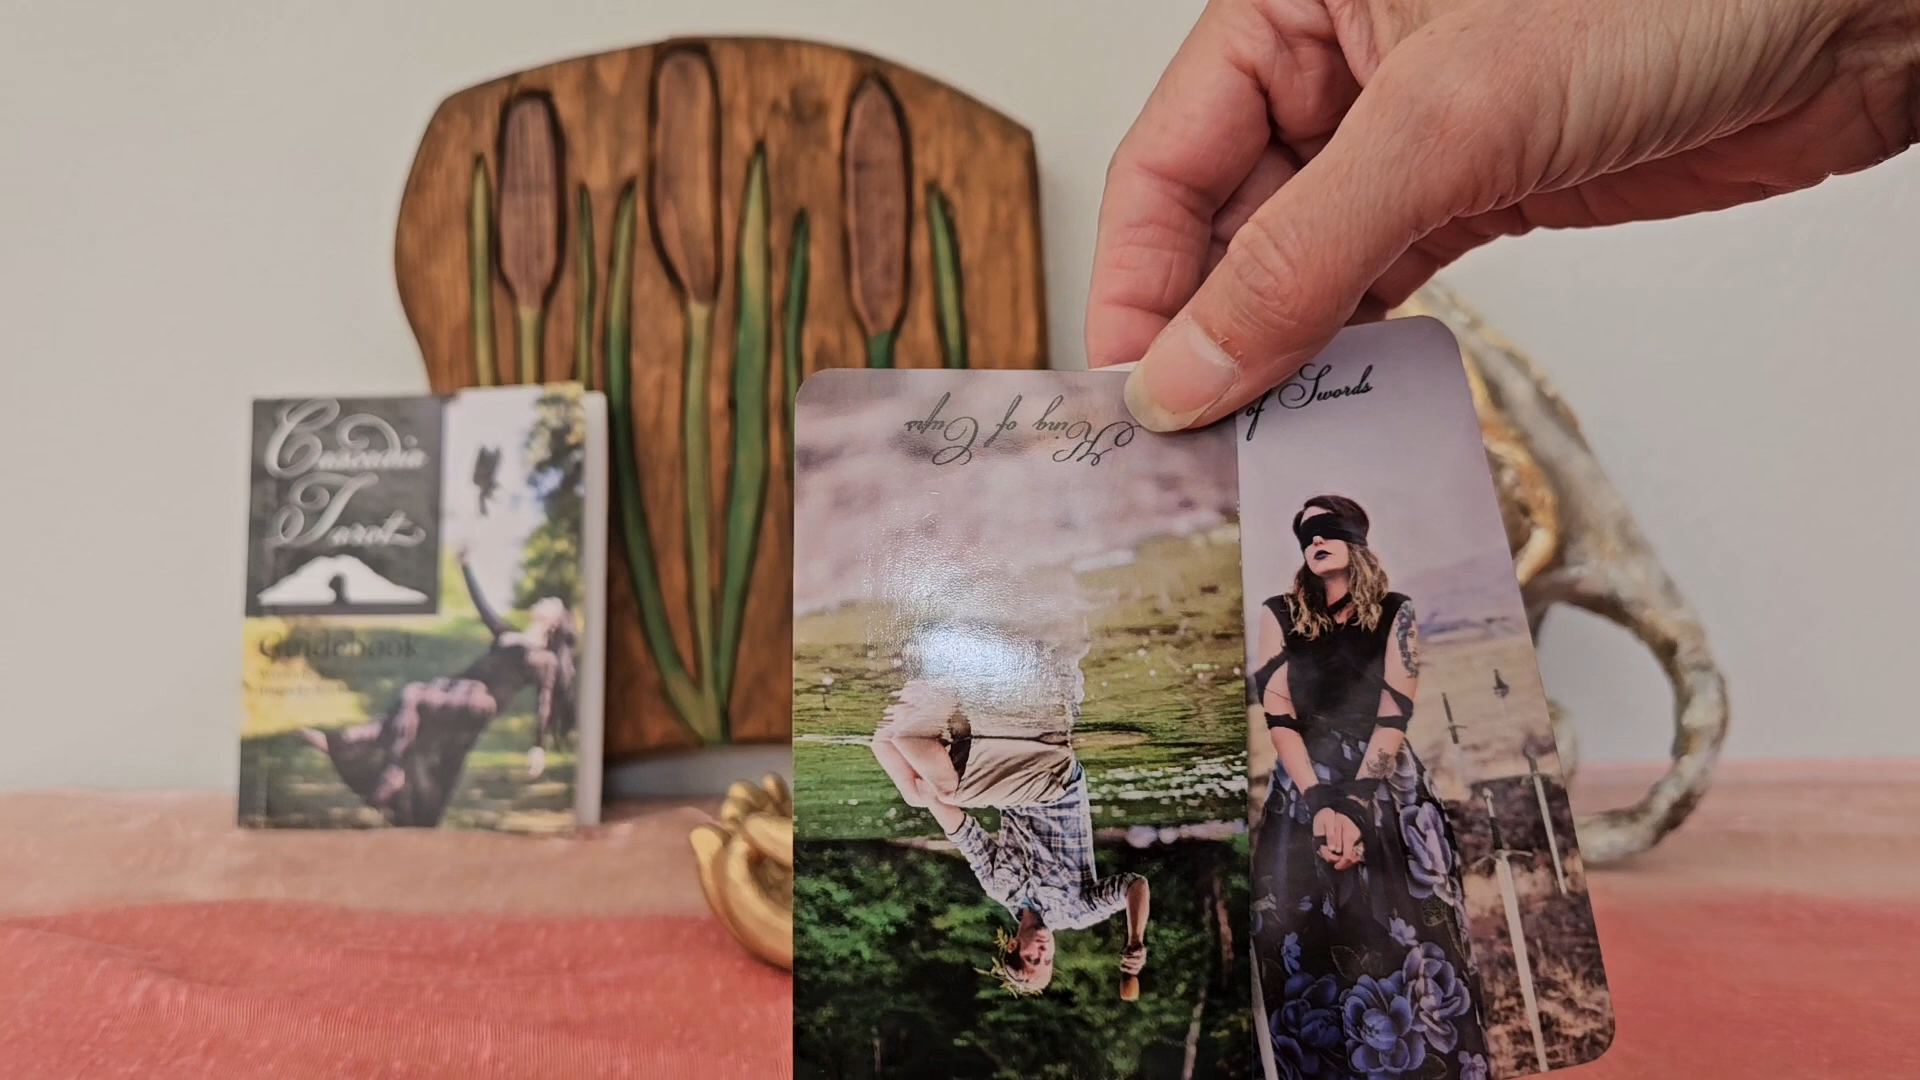 Cascadia
Tarot
Guidebook
King of Cups
of Swords